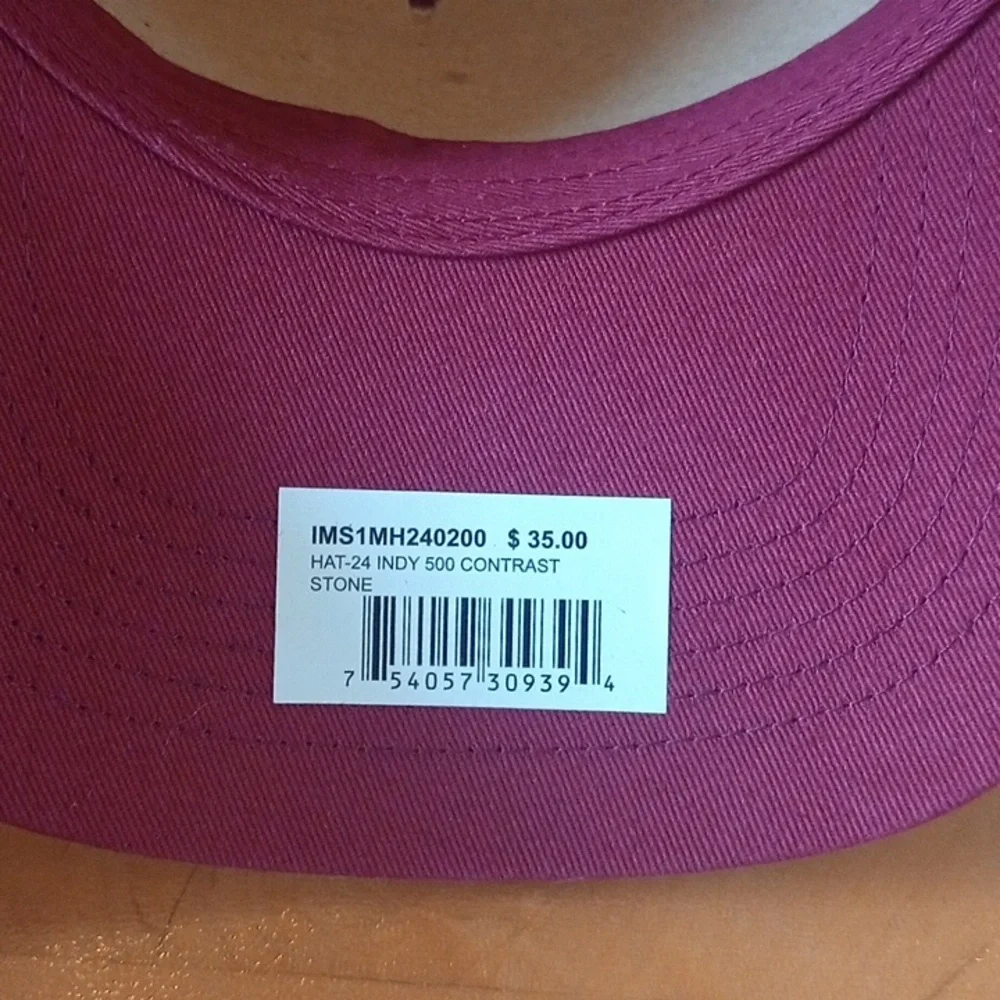 IMS1MH240200 $ 35.00
HAT-24 INDY 500 CONTRAST
STONE
7 54057 30939 4